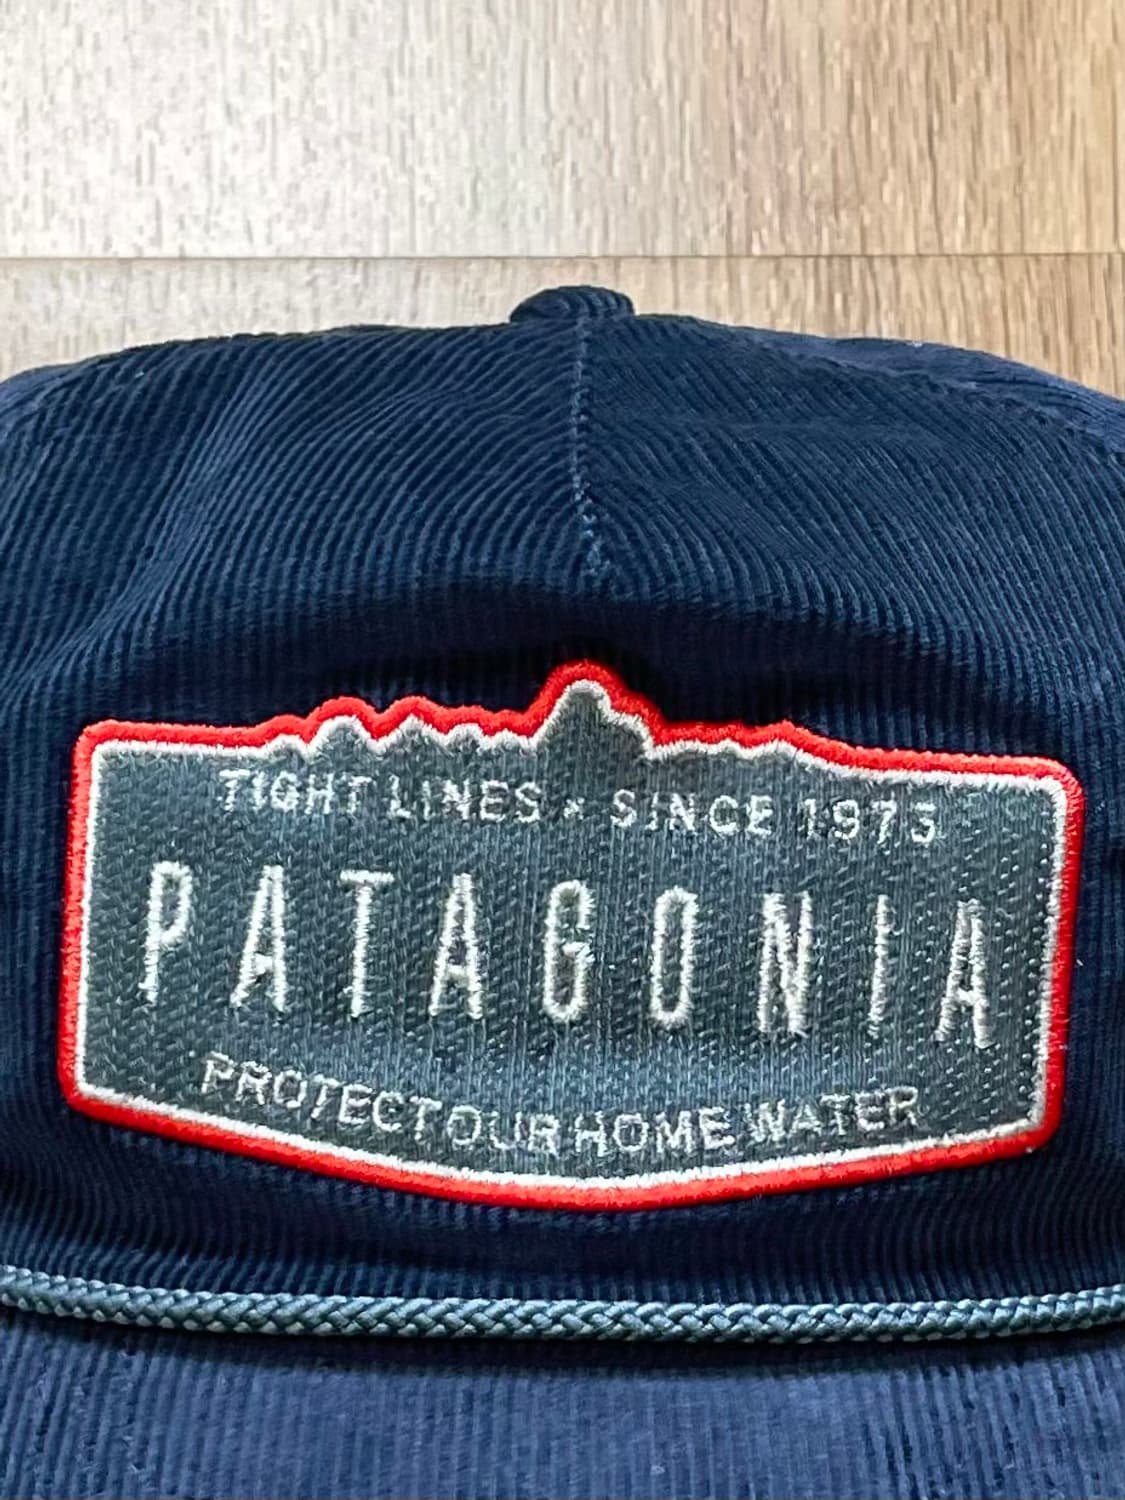 TIGHT LINES × SINCE 1973
PATAGONIA
PROTECT OUR HOME WATER